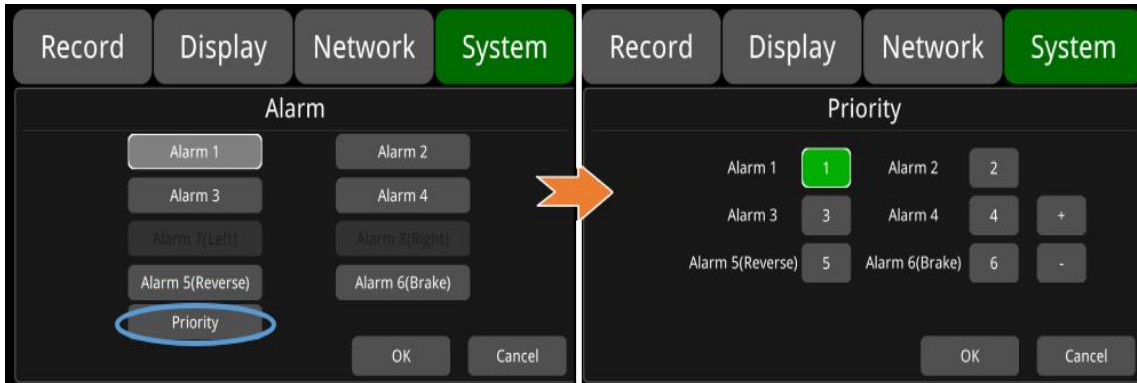 Record Display Network System
Alarm
Alarm 1 Alarm 2
Alarm 3 Alarm 4
Alarm 7(Left) Alarm 8(Right)
Alarm 5(Reverse) Alarm 6(Brake)
Priority
OK Cancel
Record Display Network System
Priority
Alarm 1 1 Alarm 2 2
Alarm 3 3 Alarm 4 4 +
Alarm 5(Reverse) 5 Alarm 6(Brake) 6 -
OK Cancel